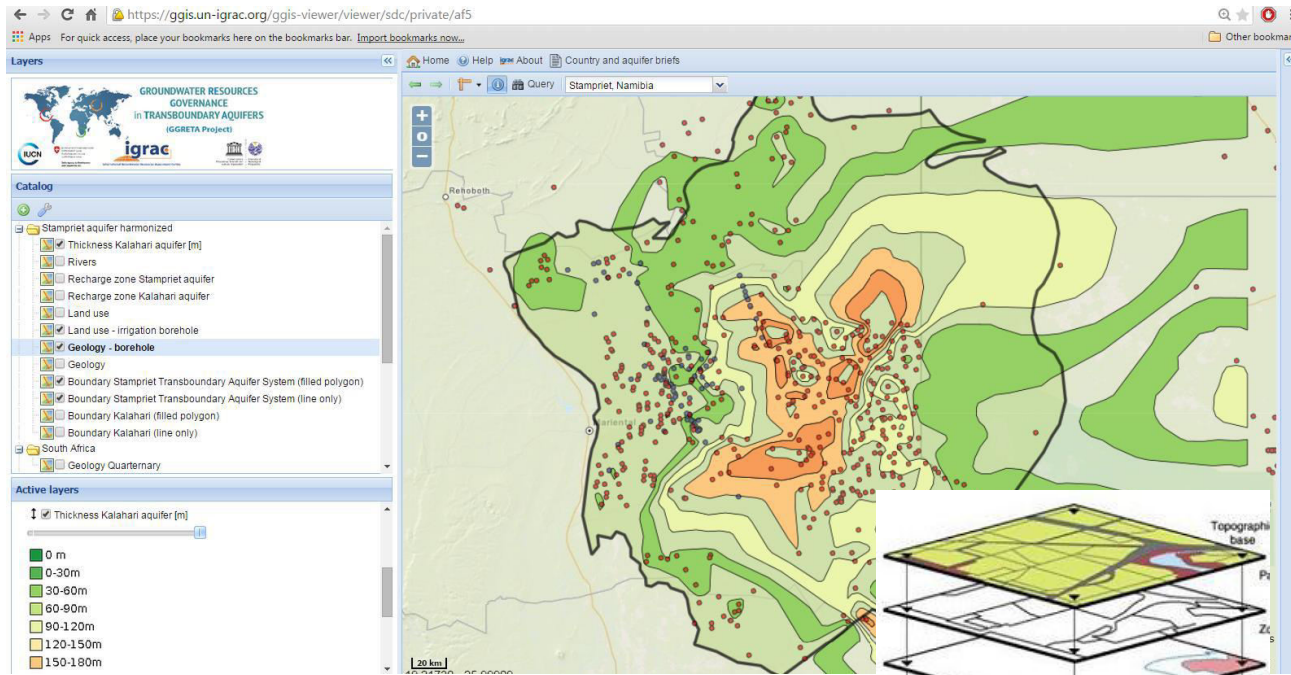 https://ggis.un-igrac.org/ggis-viewer/viewer/sdc/private/af5
Apps For quick access, place your bookmarks here on the bookmarks bar. Import bookmarks now...
Other bookmar
Layers
Home Help About Country and aquifer briefs
Query Stampriet, Namibia
GROUNDWATER RESOURCES
GOVERNANCE
in TRANSBOUNDARY AQUIFERS
(GGRETA Project)
IUCN
igrac
Catalog
Stampriet aquifer harmonized
Thickness Kalahari aquifer [m]
Rivers
Recharge zone Stampriet aquifer
Recharge zone Kalahari aquifer
Land use
Land use - irrigation borehole
Geology - borehole
Geology
Boundary Stampriet Transboundary Aquifer System (filled polygon)
Boundary Stampriet Transboundary Aquifer System (line only)
Boundary Kalahari (filled polygon)
Boundary Kalahari (line only)
South Africa
Geology Quarternary
Active layers
Thickness Kalahari aquifer [m]
0 m
0-30m
30-60m
60-90m
90-120m
120-150m
150-180m
Rehoboth
Mariental
20 km
Topographi
base
Pa
Zo
s